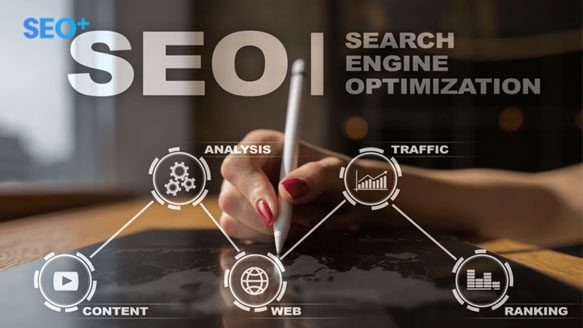 SEO+
SEO|
SEARCH
ENGINE
OPTIMIZATION
ANALYSIS
TRAFFIC
CONTENT
WEB
RANKING